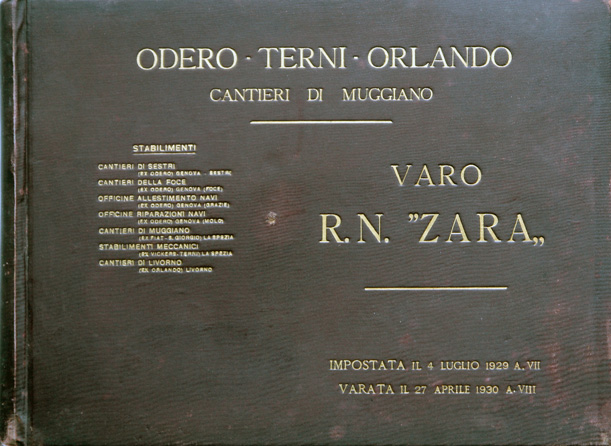 ODERO · TERNI · ORLANDO
CANTIERI DI MUGGIANO
STABILIMENTI
CANTIERI DI SESTRI
(EX ODERO) GENOVA - SESTRI
CANTIERI DELLA FOCE
(EX ODERO) GENOVA (FOCE)
OFFICINE ALLESTIMENTO NAVI
(EX ODERO) GENOVA (GRAZIE)
OFFICINE RIPARAZIONI NAVI
(EX ODERO) GENOVA (MOLO)
CANTIERI DI MUGGIANO
(EX FIAT - S. GIORGIO) LA SPEZIA
STABILIMENTI MECCANICI
(EX VICKERS - TERNI) LA SPEZIA
CANTIERI DI LIVORNO
(EX ORLANDO) LIVORNO
VARO
R. N. "ZARA„
IMPOSTATA IL 4 LUGLIO 1929 A. VII
VARATA IL 27 APRILE 1930 A. VIII